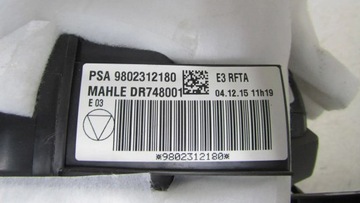 PSA 9802312180 E3 RFTA
MAHLE DR748001 04.12.15 11h19
E 03
*9802312180*